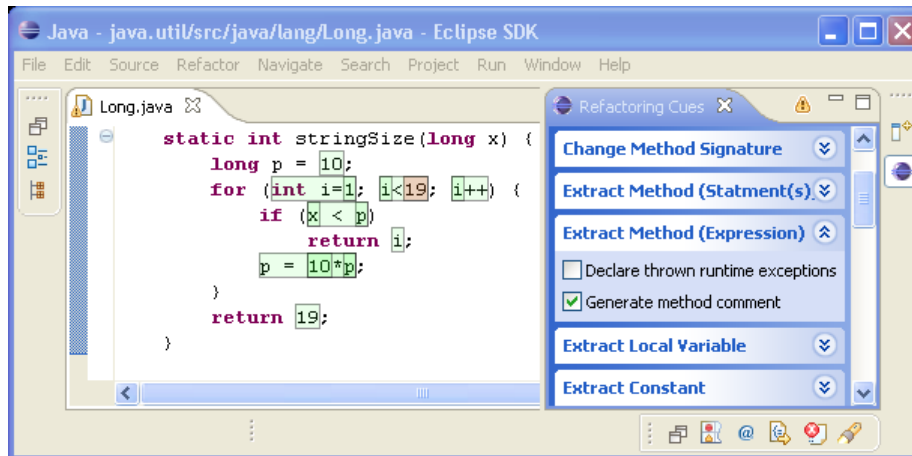 Java - java.util/src/java/lang/Long.java - Eclipse SDK
File Edit Source Refactor Navigate Search Project Run Window Help
Long.java
static int stringSize(long x) {
long p = 10;
for (int i=1; i<19; i++) {
if (x < p)
return i;
p = 10*p;
}
return 19;
}
Refactoring Cues
Change Method Signature
Extract Method (Statment(s)
Extract Method (Expression)
Declare thrown runtime exceptions
Generate method comment
Extract Local Variable
Extract Constant